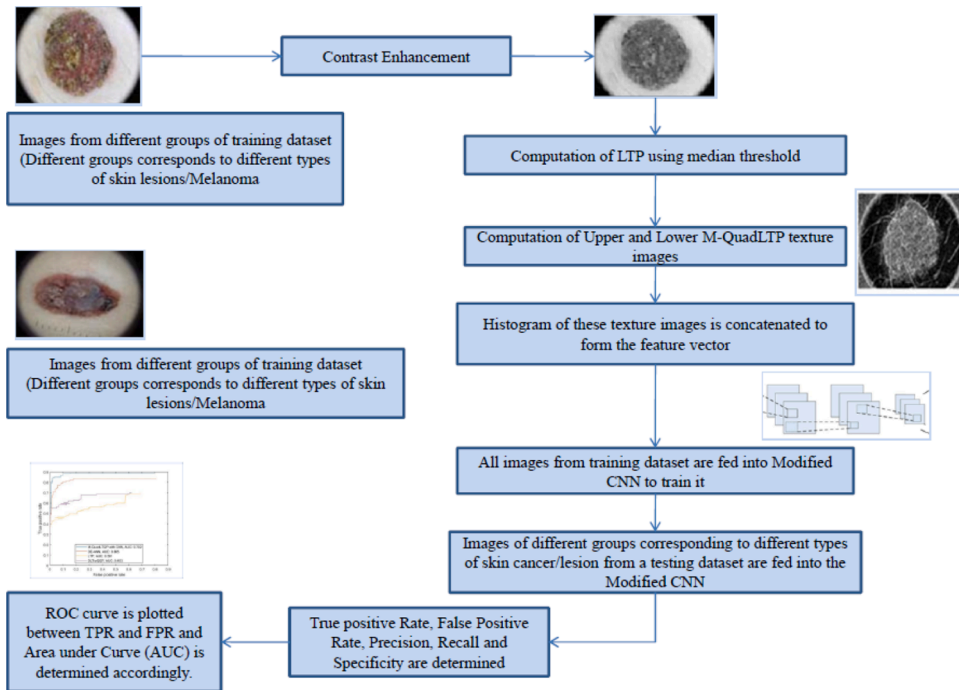 Contrast Enhancement
Images from different groups of training dataset
(Different groups corresponds to different types
of skin lesions/Melanoma
Computation of LTP using median threshold
Computation of Upper and Lower M-QuadLTP texture
images
Histogram of these texture images is concatenated to
form the feature vector
Images from different groups of training dataset
(Different groups corresponds to different types of skin
lesions/Melanoma
All images from training dataset are fed into Modified
CNN to train it
Images of different groups corresponding to different types
of skin cancer/lesion from a testing dataset are fed into the
Modified CNN
True positive Rate, False Positive
Rate, Precision, Recall and
Specificity are determined
True positive rate
False positive rate
ROC curve is plotted
between TPR and FPR and
Area under Curve (AUC) is
determined accordingly.